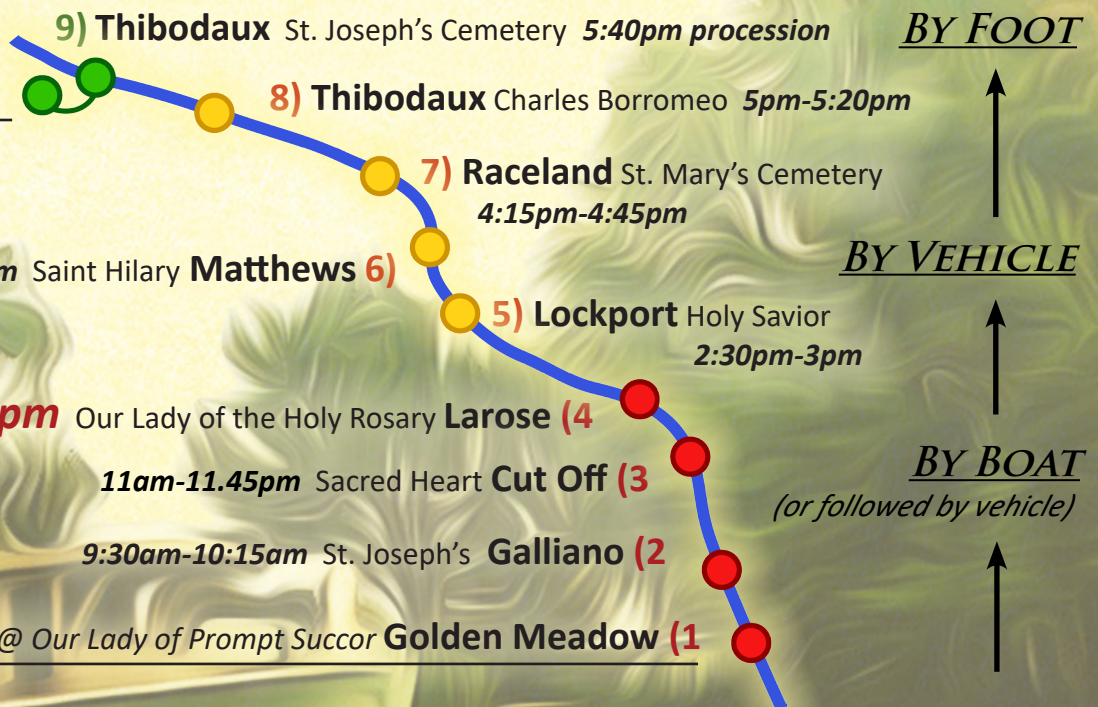 9) Thibodaux St. Joseph's Cemetery 5:40pm procession
BY FOOT
8) Thibodaux Charles Borromeo 5pm-5:20pm
7) Raceland St. Mary's Cemetery
4:15pm-4:45pm
BY VEHICLE
m Saint Hilary Matthews 6)
5) Lockport Holy Savior
2:30pm-3pm
pm Our Lady of the Holy Rosary Larose (4
BY BOAT
(or followed by vehicle)
11am-11.45pm Sacred Heart Cut Off (3
9:30am-10:15am St. Joseph's Galliano (2
@ Our Lady of Prompt Succor Golden Meadow (1